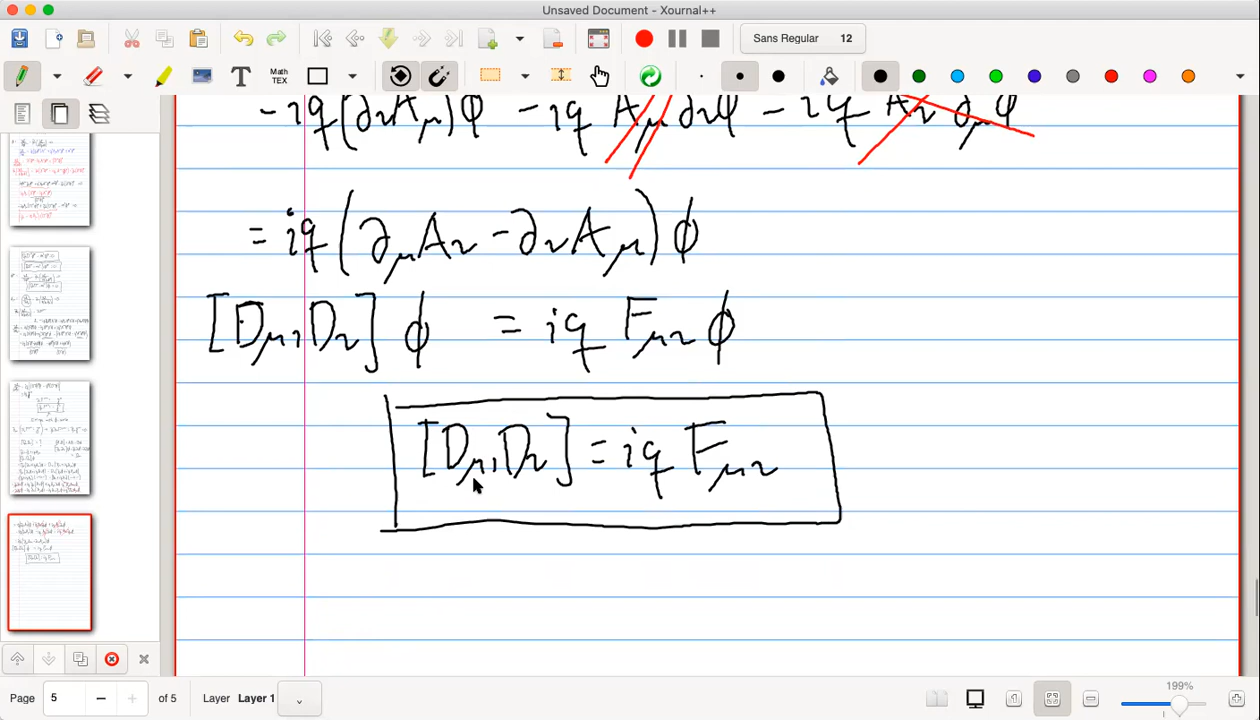 Unsaved Document - Xournal++
Math TEX
Sans Regular 12
- iq(∂νAμ)ϕ - iq Aμ ∂νϕ - iq Aν ∂μϕ
= iq(∂μAν - ∂νAμ)ϕ
[Dμ, Dν] ϕ = iq Fμν ϕ
[Dμ, Dν] = iq Fμν
Page 5 of 5 Layer Layer 1
199%